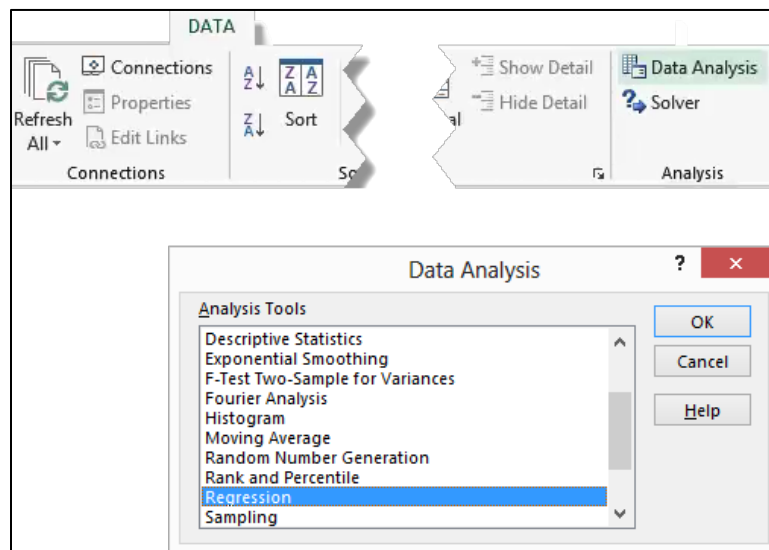 DATA
Connections
Properties
Edit Links
Refresh
All
Connections
A
Z
Z
A
Z A
A Z
Sort
Show Detail
Hide Detail
Data Analysis
Solver
Analysis
Data Analysis
?
Analysis Tools
Descriptive Statistics
Exponential Smoothing
F-Test Two-Sample for Variances
Fourier Analysis
Histogram
Moving Average
Random Number Generation
Rank and Percentile
Regression
Sampling
OK
Cancel
Help